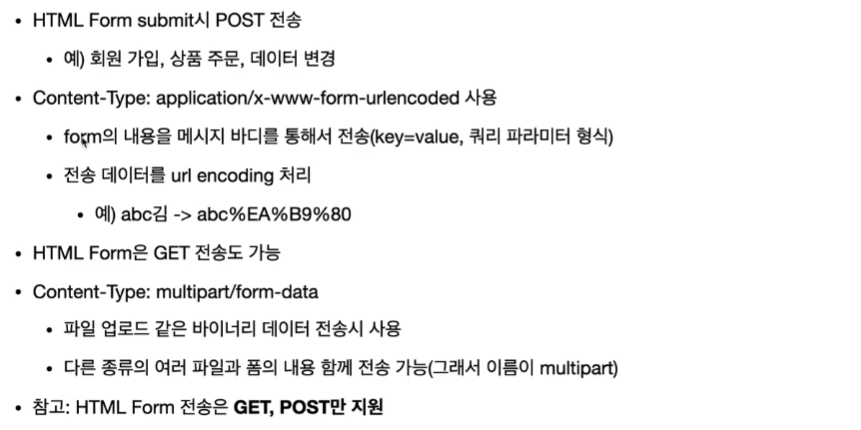 • HTML Form submit시 POST 전송
• 예) 회원 가입, 상품 주문, 데이터 변경
• Content-Type: application/x-www-form-urlencoded 사용
• form의 내용을 메시지 바디를 통해서 전송(key=value, 쿼리 파라미터 형식)
• 전송 데이터를 url encoding 처리
• 예) abc김 -> abc%EA%B9%80
• HTML Form은 GET 전송도 가능
• Content-Type: multipart/form-data
• 파일 업로드 같은 바이너리 데이터 전송시 사용
• 다른 종류의 여러 파일과 폼의 내용 함께 전송 가능(그래서 이름이 multipart)
• 참고: HTML Form 전송은 GET, POST만 지원